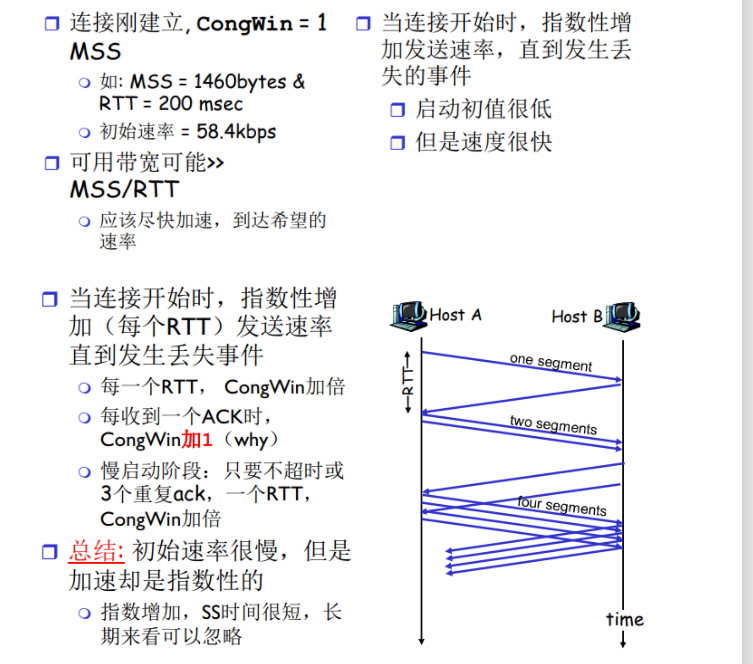 连接刚建立, CongWin = 1
MSS
如: MSS = 1460bytes &
RTT = 200 msec
初始速率 = 58.4kbps
可用带宽可能>>
MSS/RTT
应该尽快加速，到达希望的
速率
当连接开始时，指数性增
加发送速率，直到发生丢
失的事件
启动初值很低
但是速度很快
当连接开始时，指数性增
加（每个RTT）发送速率
直到发生丢失事件
每一个RTT， CongWin加倍
每收到一个ACK时，
CongWin加1（why）
慢启动阶段：只要不超时或
3个重复ack，一个RTT，
CongWin加倍
总结: 初始速率很慢，但是
加速却是指数性的
指数增加，SS时间很短，长
期来看可以忽略
Host A
Host B
RTT
one segment
two segments
four segments
time